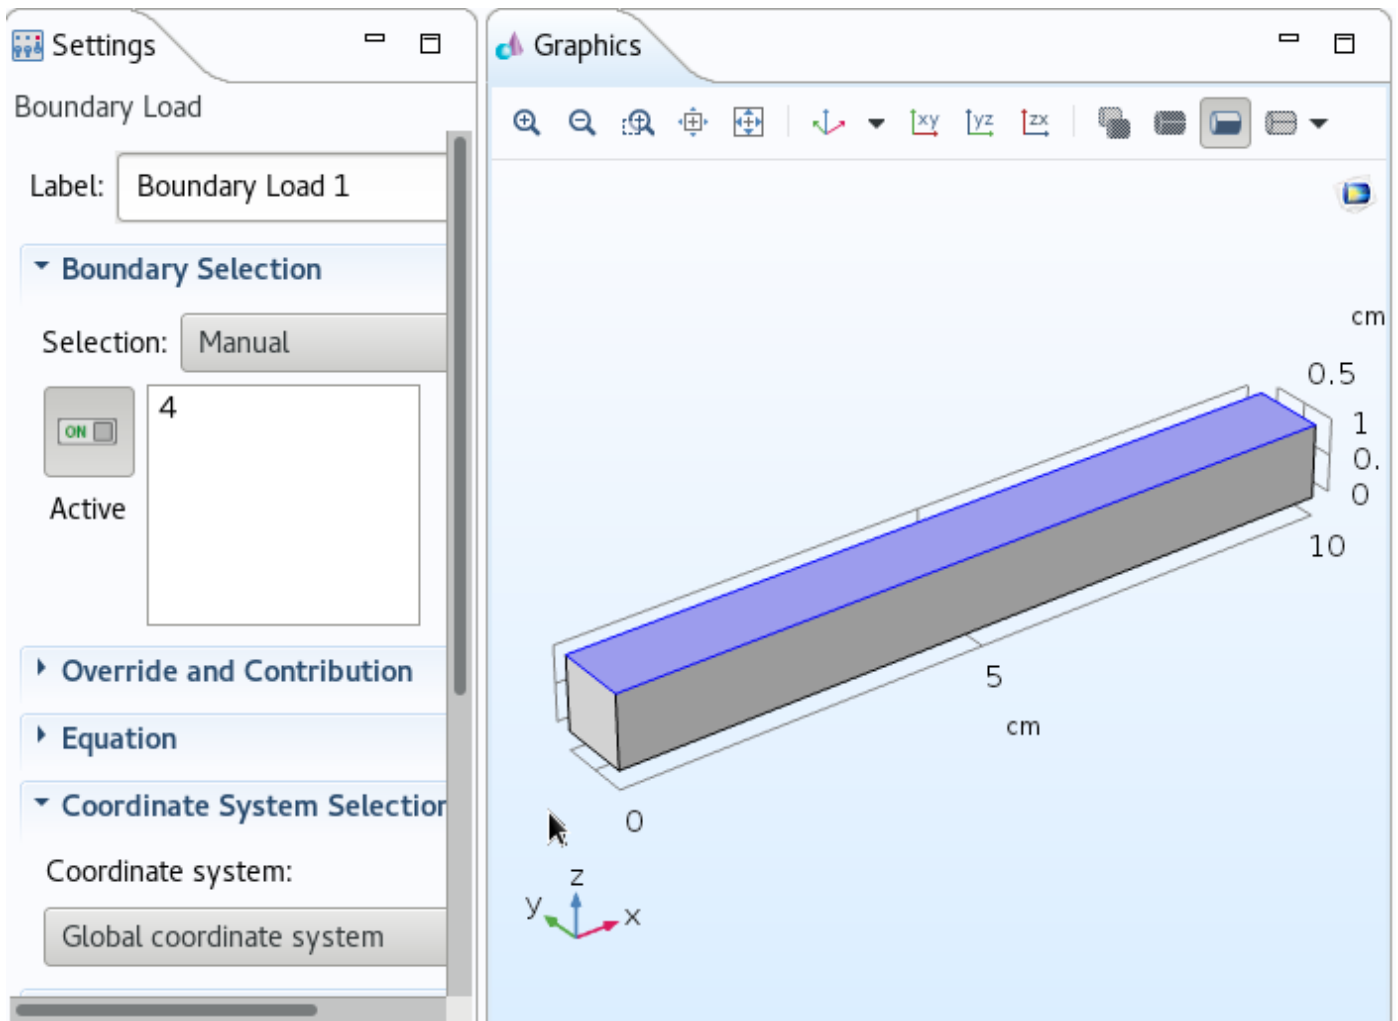 Settings
Boundary Load
Label: Boundary Load 1
Boundary Selection
Selection: Manual
4
ON
Active
Override and Contribution
Equation
Coordinate System Selection
Coordinate system:
Global coordinate system
Graphics
xy yz zx
cm
0.5
1
0.
0
10
5
cm
0
z
y x